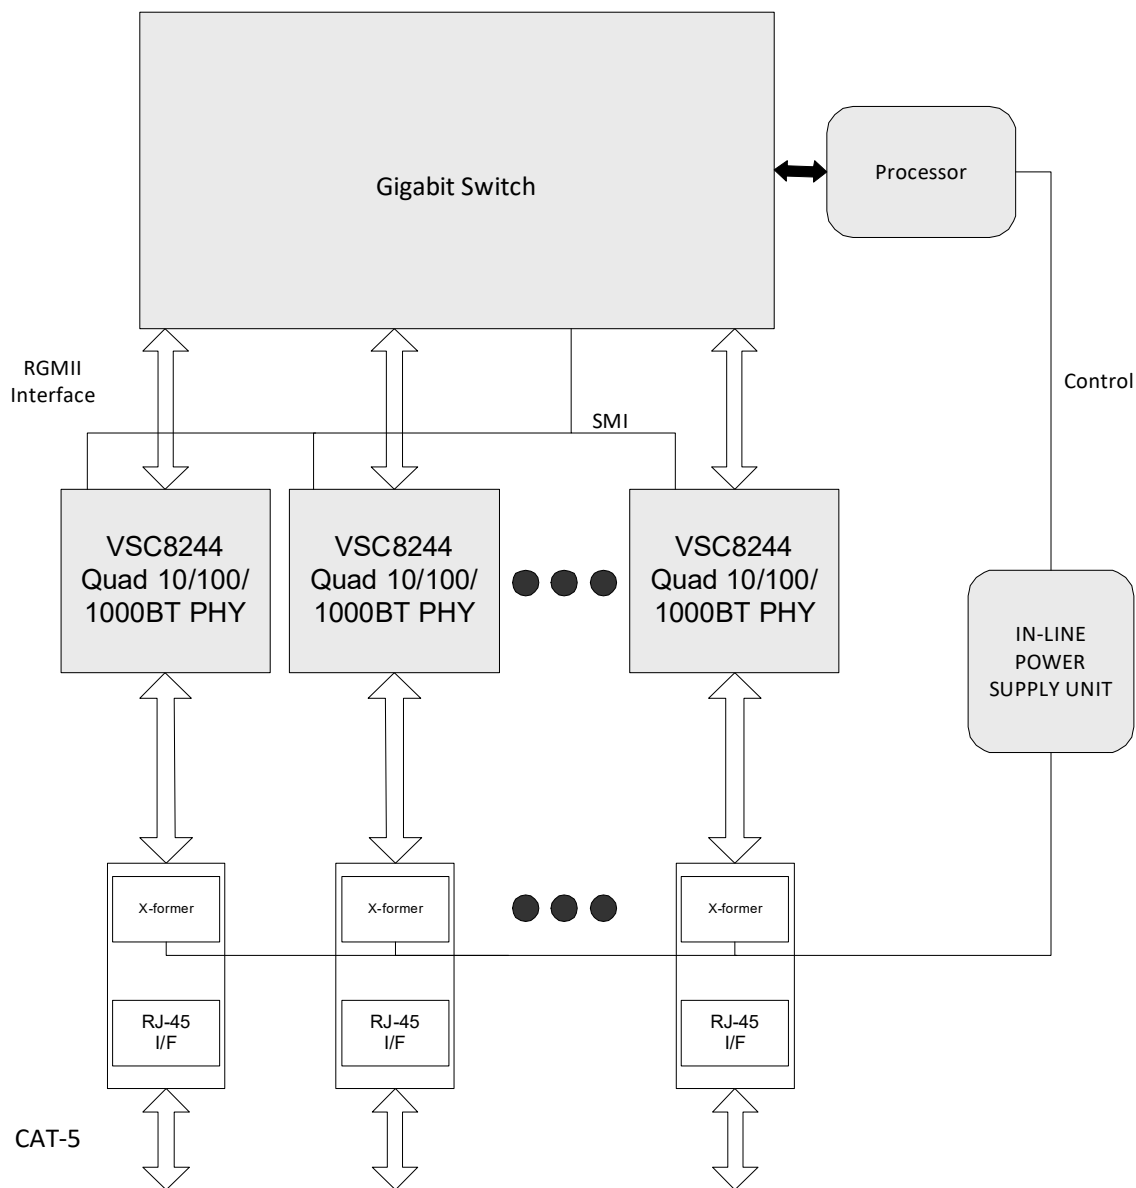 Gigabit Switch
Processor
RGMII
Interface
Control
SMI
VSC8244
Quad 10/100/
1000BT PHY
VSC8244
Quad 10/100/
1000BT PHY
VSC8244
Quad 10/100/
1000BT PHY
IN-LINE
POWER
SUPPLY UNIT
X-former
X-former
X-former
RJ-45
I/F
RJ-45
I/F
RJ-45
I/F
CAT-5